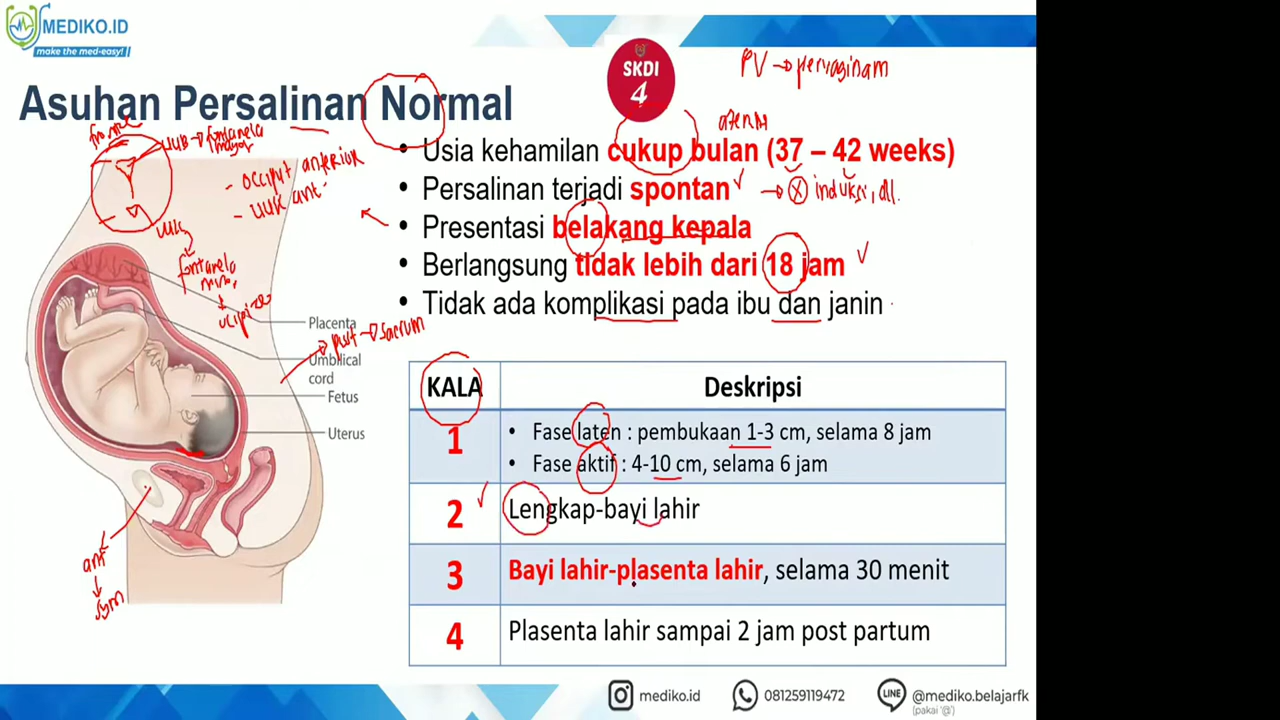 MEDIKO.ID
make the med-easy!
SKDI
4
PV → pervaginam
Asuhan Persalinan Normal
• Usia kehamilan cukup bulan (37 – 42 weeks)
• Persalinan terjadi spontan
→ induksi, dll.
• Presentasi belakang kepala
• Berlangsung tidak lebih dari 18 jam
• Tidak ada komplikasi pada ibu dan janin
UUB → fontanela mayor
- occiput anterior
- UUK ant
UUK
fontanela
Placenta
post → sacrum
Umbilical
cord
Fetus
Uterus
ant
sym
KALA Deskripsi
1
• Fase laten : pembukaan 1-3 cm, selama 8 jam
• Fase aktif : 4-10 cm, selama 6 jam
2 Lengkap-bayi lahir
3 Bayi lahir-plasenta lahir, selama 30 menit
4 Plasenta lahir sampai 2 jam post partum
mediko.id
081259119472
LINE
@mediko.belajarfk
(pakai '@')